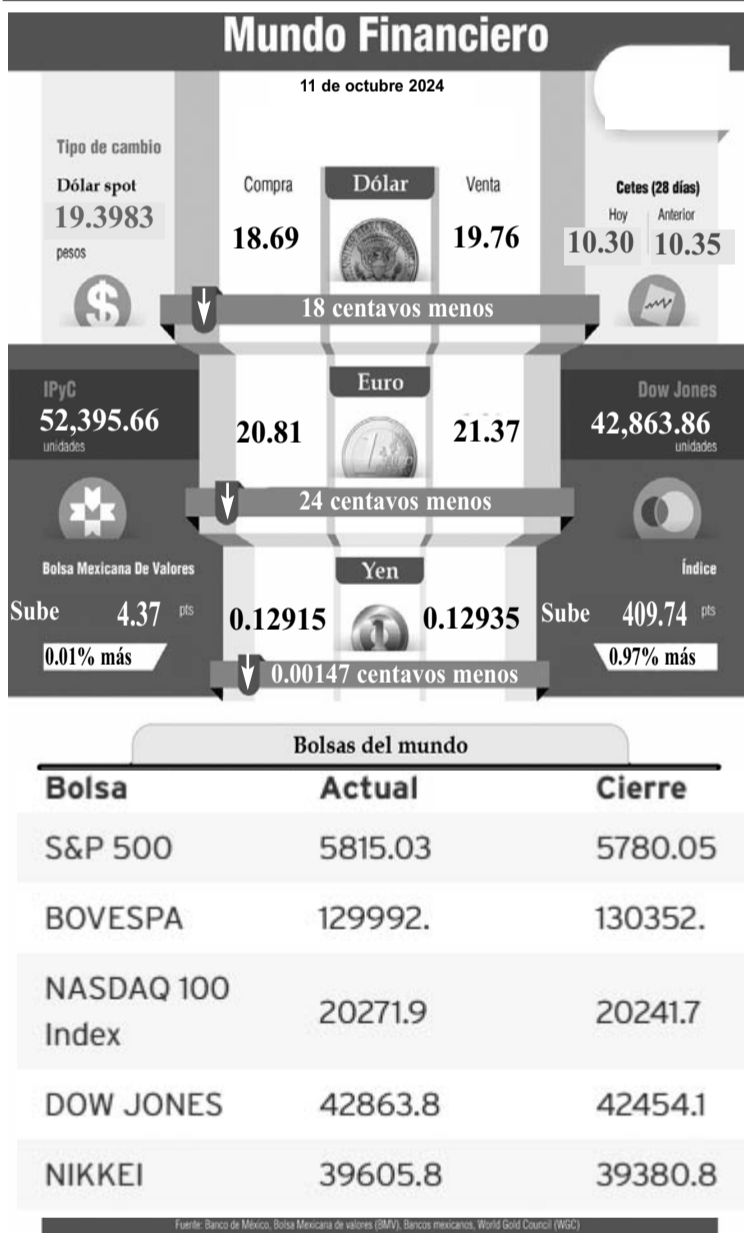 Mundo Financiero
11 de octubre 2024
Tipo de cambio
Dólar spot
19.3983
pesos
Compra
Dólar
Venta
18.69
19.76
18 centavos menos
Cetes (28 días)
Hoy
Anterior
10.30
10.35
IPyC
52,395.66
unidades
Euro
20.81
21.37
24 centavos menos
Dow Jones
42,863.86
unidades
Bolsa Mexicana De Valores
Sube 4.37 pts
0.01% más
Yen
0.12915
0.12935
0.00147 centavos menos
Índice
Sube 409.74 pts
0.97% más
Bolsas del mundo
Bolsa Actual Cierre
S&P 500 5815.03 5780.05
BOVESPA 129992. 130352.
NASDAQ 100
Index
20271.9 20241.7
DOW JONES 42863.8 42454.1
NIKKEI 39605.8 39380.8
Fuente: Banco de México, Bolsa Mexicana de valores (BMV), Bancos mexicanos, World Gold Council (WGC)